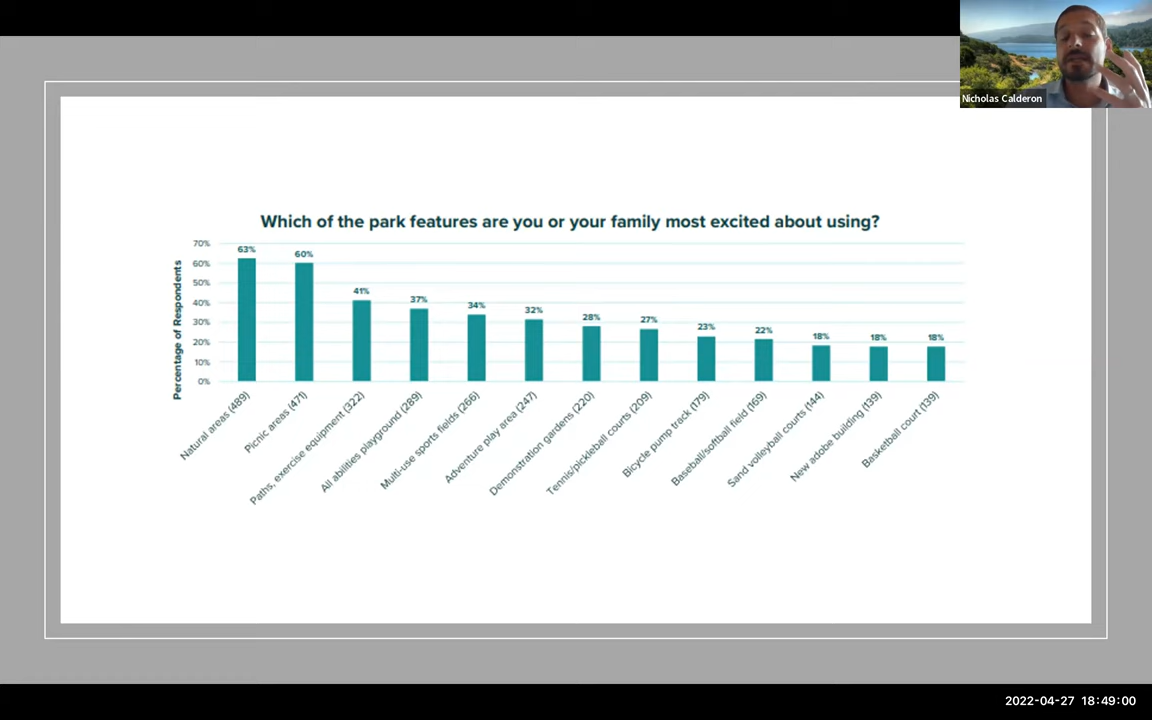 Nicholas Calderon
Which of the park features are you or your family most excited about using?
Percentage of Respondents
70%
60%
50%
40%
30%
20%
10%
0%
63%
60%
41%
37%
34%
32%
28%
27%
23%
22%
18%
18%
18%
Natural areas (489)
Picnic areas (471)
Paths, exercise equipment (322)
All abilities playground (289)
Multi-use sports fields (266)
Adventure play area (247)
Demonstration gardens (220)
Tennis/pickleball courts (209)
Bicycle pump track (179)
Baseball/softball field (169)
Sand volleyball courts (144)
New adobe building (139)
Basketball court (139)
2022-04-27 18:49:00